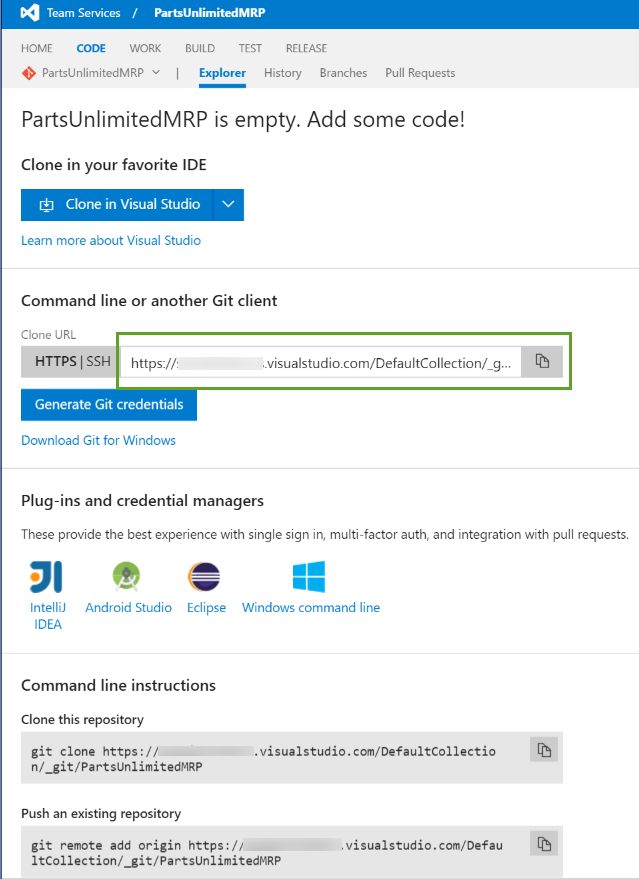 Team Services / PartsUnlimitedMRP
HOME CODE WORK BUILD TEST RELEASE
PartsUnlimitedMRP | Explorer History Branches Pull Requests
PartsUnlimitedMRP is empty. Add some code!
Clone in your favorite IDE
Clone in Visual Studio
Learn more about Visual Studio
Command line or another Git client
Clone URL
HTTPS | SSH https:// .visualstudio.com/DefaultCollection/_g...
Generate Git credentials
Download Git for Windows
Plug-ins and credential managers
These provide the best experience with single sign in, multi-factor auth, and integration with pull requests.
IntelliJ Android Studio Eclipse Windows command line
IDEA
Command line instructions
Clone this repository
git clone https:// .visualstudio.com/DefaultCollectio
n/_git/PartsUnlimitedMRP
Push an existing repository
git remote add origin https:// .visualstudio.com/Defau
ltCollection/_git/PartsUnlimitedMRP